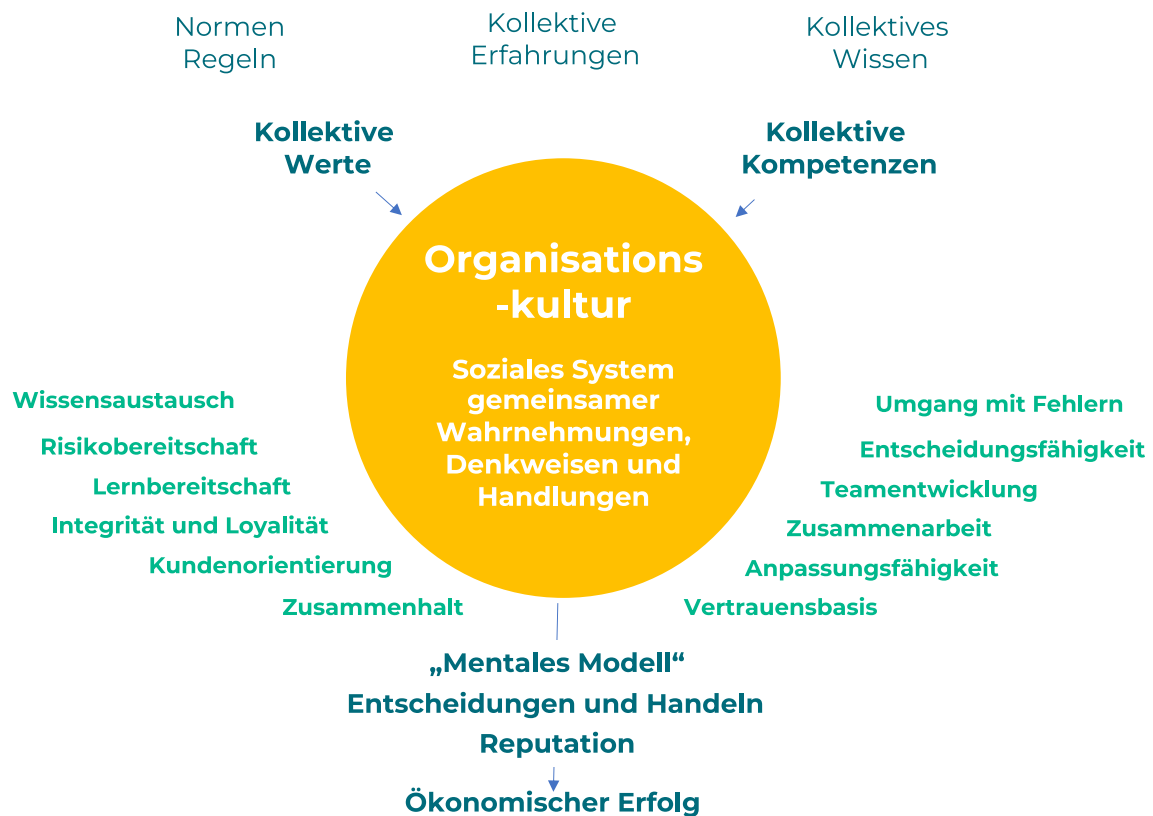 Normen
Regeln
Kollektive
Erfahrungen
Kollektives
Wissen
Kollektive
Werte
Kollektive
Kompetenzen
Organisations
-kultur
Soziales System
gemeinsamer
Wahrnehmungen,
Denkweisen und
Handlungen
Wissensaustausch
Risikobereitschaft
Lernbereitschaft
Integrität und Loyalität
Kundenorientierung
Zusammenhalt
Umgang mit Fehlern
Entscheidungsfähigkeit
Teamentwicklung
Zusammenarbeit
Anpassungsfähigkeit
Vertrauensbasis
„Mentales Modell“
Entscheidungen und Handeln
Reputation
Ökonomischer Erfolg